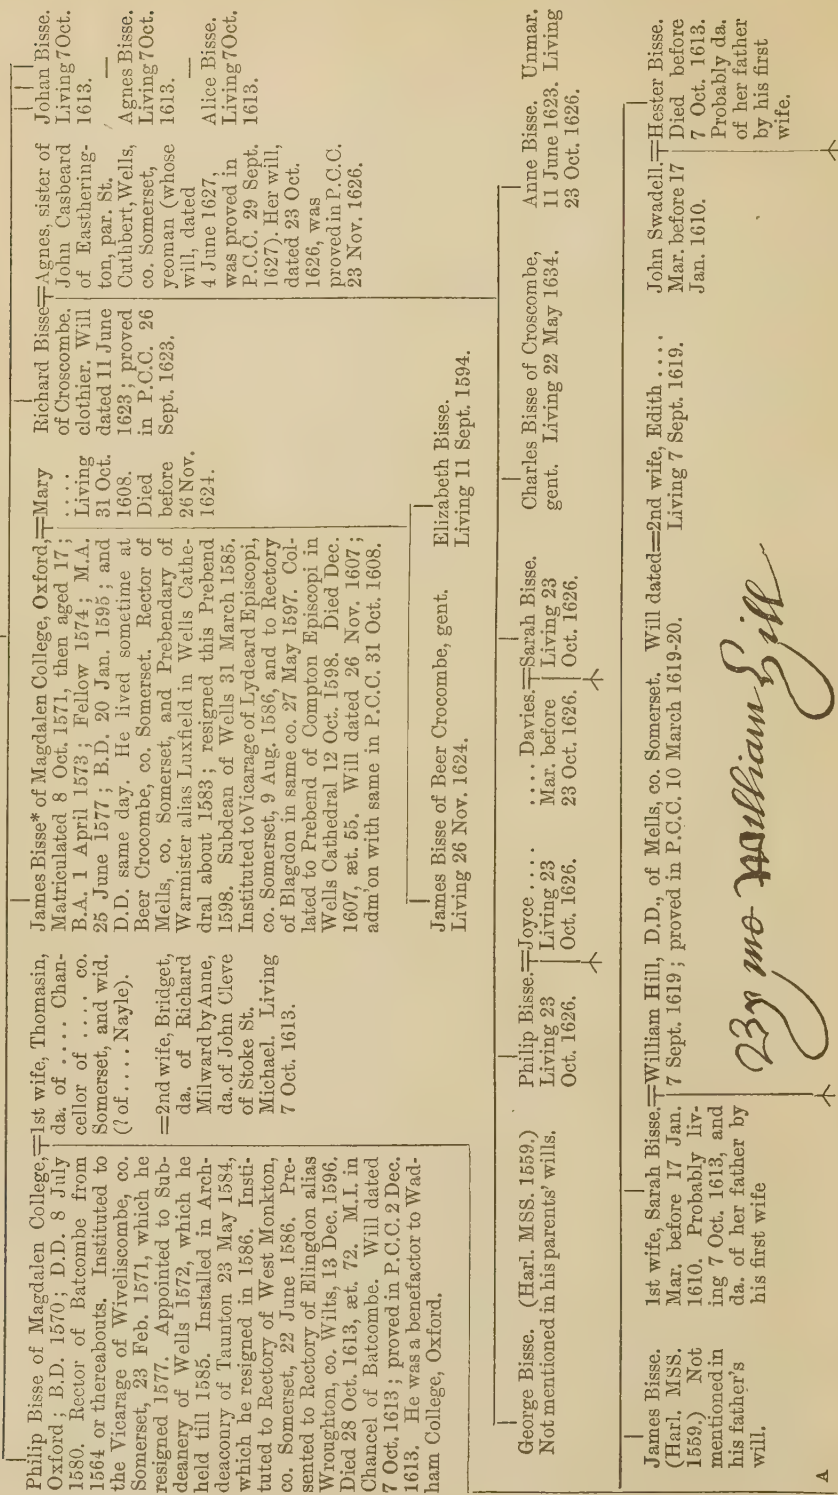 Philip Bisse of Magdalen College,
Oxford; B.D. 1570; D.D. 8 July
1580. Rector of Batcombe from
1564 or thereabouts. Instituted to
the Vicarage of Wiveliscombe, co.
Somerset, 23 Feb. 1571, which he
resigned 1577. Appointed to Sub-
deanery of Wells 1572, which he
held till 1585. Installed in Arch-
deaconry of Taunton 23 May 1584,
which he resigned in 1586. Insti-
tuted to Rectory of West Monkton,
co. Somerset, 22 June 1586. Pre-
sented to Rectory of Elingdon alias
Wroughton, co. Wilts, 13 Dec. 1596.
Died 28 Oct. 1613, æt. 72. M.I. in
Chancel of Batcombe. Will dated
7 Oct. 1613; proved in P.C.C. 2 Dec.
1613. He was a benefactor to Wad-
ham College, Oxford.
=1st wife, Thomasin,
da. of .... Chan-
cellor of .... co.
Somerset, and wid.
(? of .... Nayle).
=2nd wife, Bridget,
da. of Richard
Milward by Anne,
da. of John Cleve
of Stoke St.
Michael. Living
7 Oct. 1613.
James Bisse* of Magdalen College, Oxford,=Mary
Matriculated 8 Oct. 1571, then aged 17;
B.A. 1 April 1573; Fellow 1574; M.A.
25 June 1577; B.D. 20 Jan. 1595; and
D.D. same day. He lived sometime at
Beer Crocombe, co. Somerset. Rector of
Mells, co. Somerset, and Prebendary of
Warmister alias Luxfield in Wells Cathe-
dral about 1583; resigned this Prebend
1598. Subdean of Wells 31 March 1585.
Instituted to Vicarage of Lydeard Episcopi,
co. Somerset, 9 Aug. 1586, and to Rectory
of Blagdon in same co. 27 May 1597. Col-
lated to Prebend of Compton Episcopi in
Wells Cathedral 12 Oct. 1598. Died Dec.
1607, æt. 55. Will dated 26 Nov. 1607;
adm'on with same in P.C.C. 31 Oct. 1608.
....
Living
31 Oct.
1608.
Died
before
26 Nov.
1624.
Richard Bisse=Agnes, sister of
of Croscombe.
clothier. Will
dated 11 June
1623; proved
in P.C.C. 26
Sept. 1623.
John Casbeard
of Easthering-
ton, par. St.
Cuthbert, Wells,
co. Somerset,
yeoman (whose
will, dated
4 June 1627,
was proved in
P.C.C. 29 Sept.
1627). Her will,
dated 23 Oct.
1626, was
proved in P.C.C.
23 Nov. 1626.
Johan Bisse.
Living 7 Oct.
1613.
—
Agnes Bisse.
Living 7 Oct.
1613.
—
Alice Bisse.
Living 7 Oct.
1613.
James Bisse of Beer Crocombe, gent.
Living 26 Nov. 1624.
Elizabeth Bisse.
Living 11 Sept. 1594.
George Bisse. (Harl. MSS. 1559.)
Not mentioned in his parents' wills.
Philip Bisse.=Joyce ....
Living 23
Oct. 1626.
Living 23
Oct. 1626.
.... Davies.=Sarah Bisse.
Mar. before
23 Oct. 1626.
Living 23
Oct. 1626.
Charles Bisse of Croscombe,
gent. Living 22 May 1634.
Anne Bisse. Unmar.
11 June 1623. Living
23 Oct. 1626.
James Bisse.
(Harl. MSS.
1559.) Not
mentioned in
his father's
will.
1st wife, Sarah Bisse.=William Hill, D.D., of Mells, co. Somerset. Will dated=2nd wife, Edith ....
Mar. before 17 Jan.
1610. Probably liv-
ing 7 Oct. 1613, and
da. of her father by
his first wife
7 Sept. 1619; proved in P.C.C. 10 March 1619-20.
Living 7 Sept. 1619.
John Swadell.=Hester Bisse.
Mar. before 17
Jan. 1610.
Died before
7 Oct. 1613.
Probably da.
of her father
by his first
wife.
William Hill
A